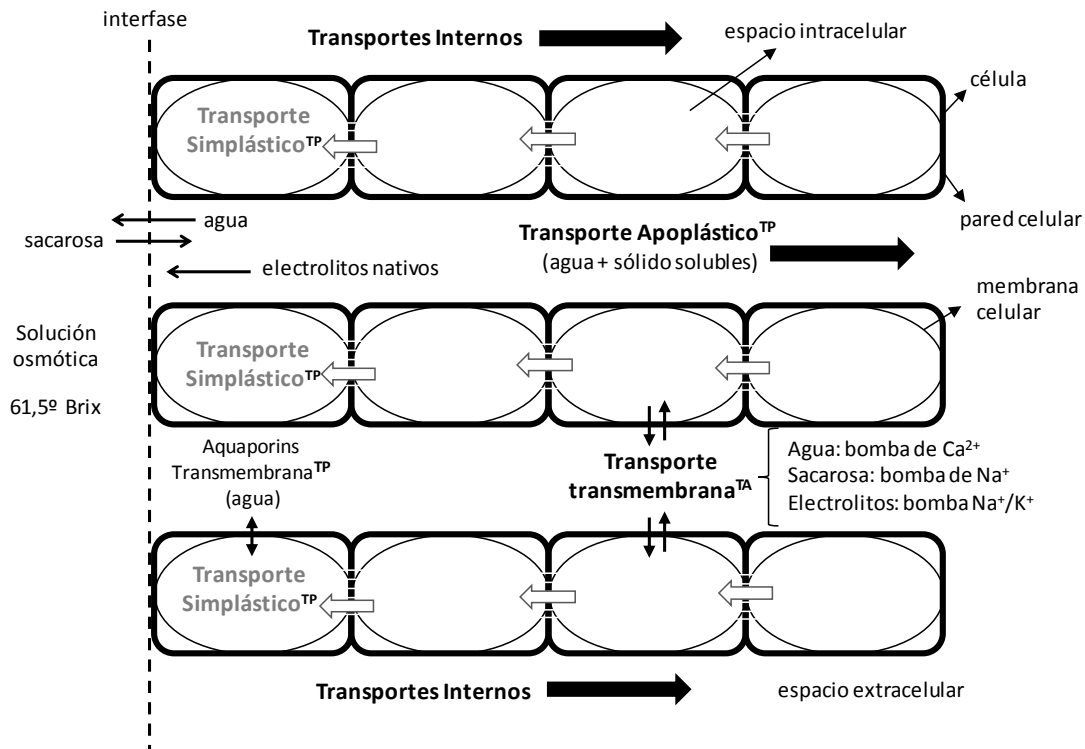 interfase
Transportes Internos
espacio intracelular
célula
Transporte
Simplástico^TP
pared celular
agua
sacarosa
electrolitos nativos
Transporte Apoplástico^TP
(agua + sólido solubles)
membrana
celular
Solución
osmótica
61,5º Brix
Transporte
Simplástico^TP
Aquaporins
Transmembrana^TP
(agua)
Transporte
transmembrana^TA
Agua: bomba de Ca²⁺
Sacarosa: bomba de Na⁺
Electrolitos: bomba Na⁺/K⁺
Transporte
Simplástico^TP
Transportes Internos
espacio extracelular